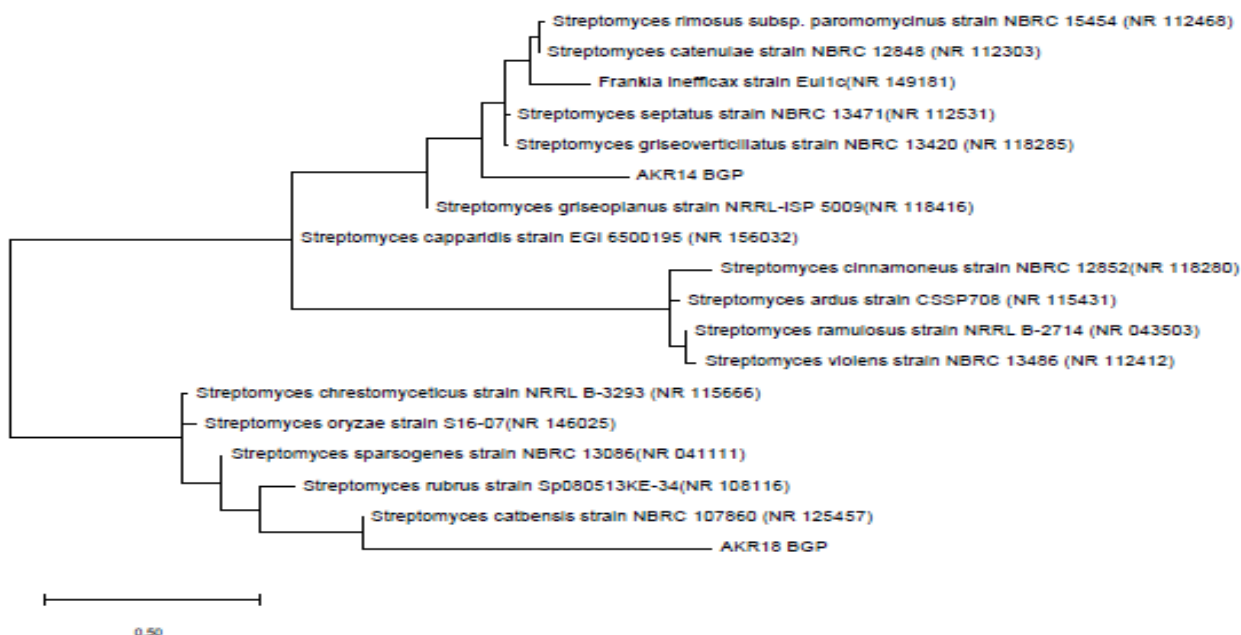 Streptomyces rimosus subsp. paromomycinus strain NBRC 15454 (NR 112468)
Streptomyces catenulae strain NBRC 12848 (NR 112303)
Frankia inefficax strain EuI1c(NR 149181)
Streptomyces septatus strain NBRC 13471(NR 112531)
Streptomyces griseoverticillatus strain NBRC 13420 (NR 118285)
AKR14 BGP
Streptomyces griseoplanus strain NRRL-ISP 5009(NR 118416)
Streptomyces capparidis strain EGI 6500195 (NR 156032)
Streptomyces cinnamoneus strain NBRC 12852(NR 118280)
Streptomyces ardus strain CSSP708 (NR 115431)
Streptomyces ramulosus strain NRRL B-2714 (NR 043503)
Streptomyces violens strain NBRC 13486 (NR 112412)
Streptomyces chrestomyceticus strain NRRL B-3293 (NR 115666)
Streptomyces oryzae strain S16-07(NR 146025)
Streptomyces sparsogenes strain NBRC 13086(NR 041111)
Streptomyces rubrus strain Sp080513KE-34(NR 108116)
Streptomyces catbensis strain NBRC 107860 (NR 125457)
AKR18 BGP
0.50